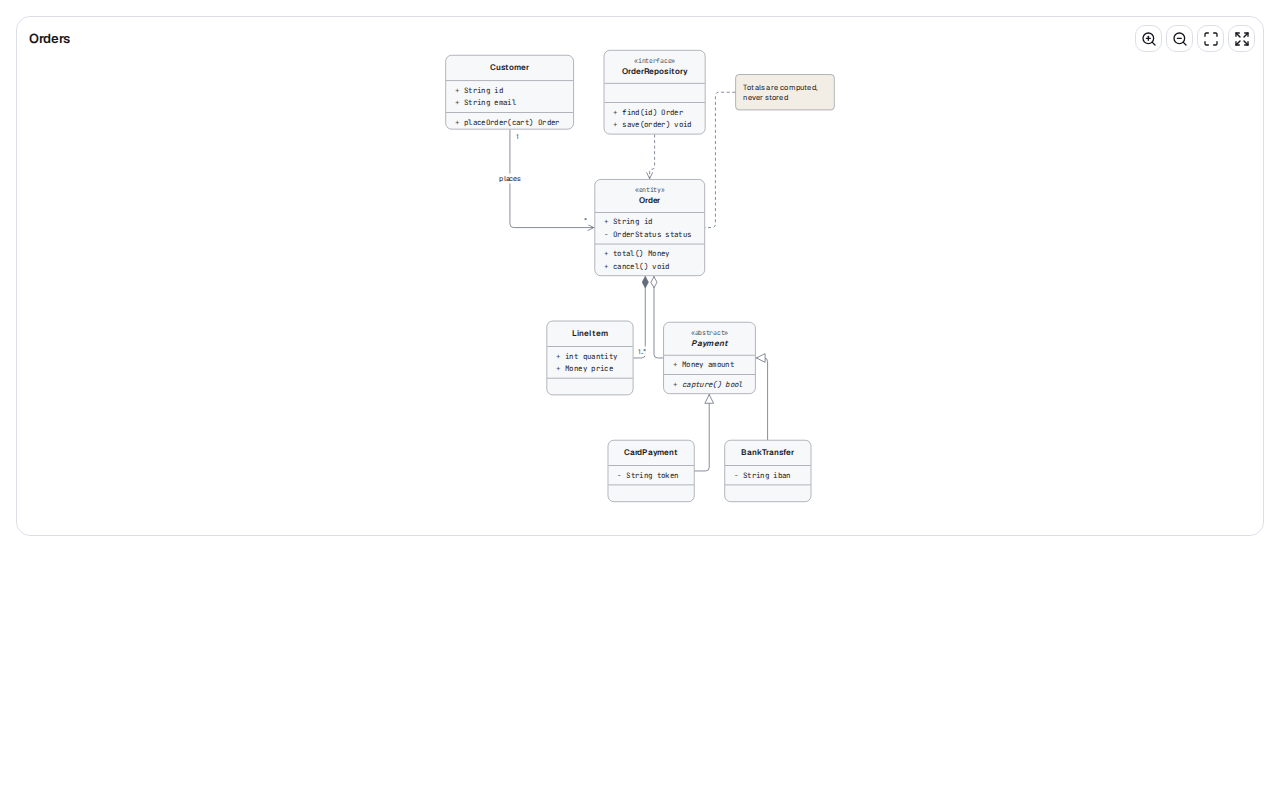 Orders
Customer
+ String id
+ String email
+ placeOrder(cart) Order
«interface»
OrderRepository
+ find(id) Order
+ save(order) void
Totals are computed,
never stored
1
places
*
«entity»
Order
+ String id
- OrderStatus status
+ total() Money
+ cancel() void
LineItem
+ int quantity
+ Money price
1..*
«abstract»
Payment
+ Money amount
+ capture() bool
CardPayment
- String token
BankTransfer
- String iban